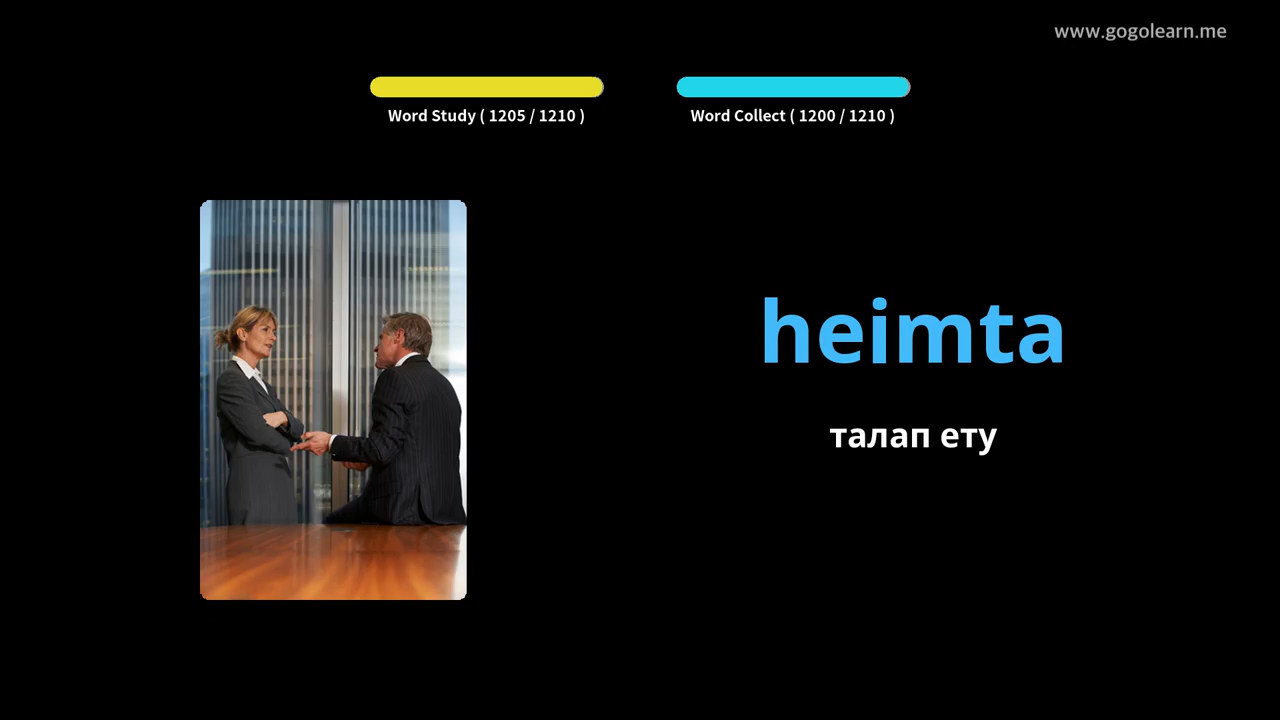 www.gogolearn.me
Word Study ( 1205 / 1210 )
Word Collect ( 1200 / 1210 )
heimta
талап ету